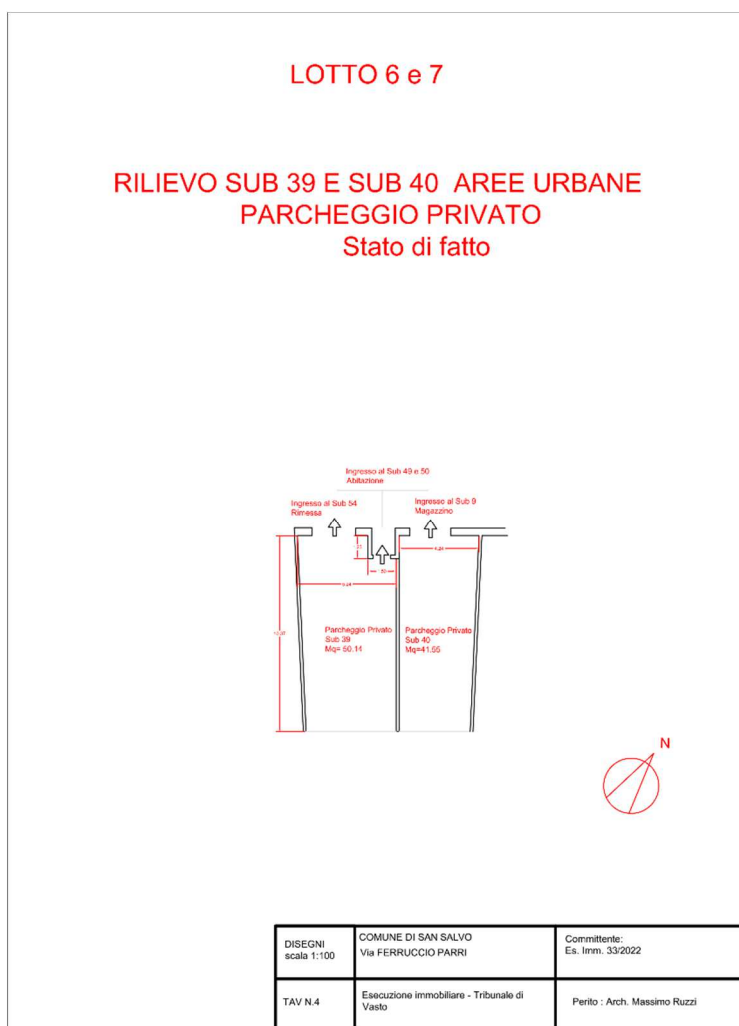 LOTTO 6 e 7
RILIEVO SUB 39 E SUB 40 AREE URBANE
PARCHEGGIO PRIVATO
Stato di fatto
Ingresso al Sub 49 e 50
Abitazione
Ingresso al Sub 54
Rimessa
Ingresso al Sub 9
Magazzino
Parcheggio Privato
Sub 39
Mq= 50.14
Parcheggio Privato
Sub 40
Mq=41.55
N
DISEGNI
scala 1:100
COMUNE DI SAN SALVO
Via FERRUCCIO PARRI
Committente:
Es. Imm. 33/2022
TAV N.4
Esecuzione immobiliare - Tribunale di
Vasto
Perito : Arch. Massimo Ruzzi